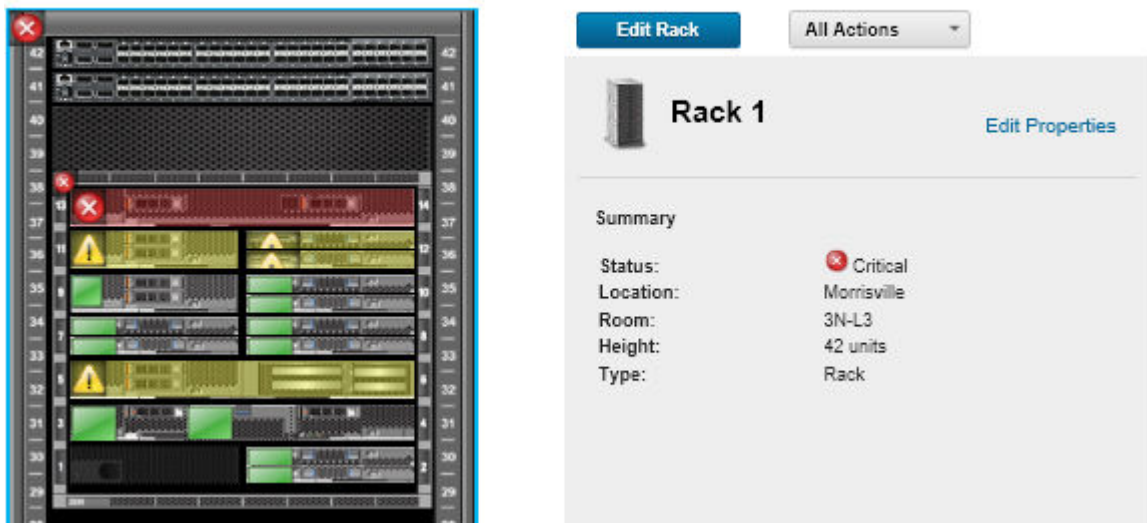 Edit Rack
All Actions
Rack 1
Edit Properties
Summary
Status: Critical
Location: Morrisville
Room: 3N-L3
Height: 42 units
Type: Rack
42 42
41 41
40 40
39 39
38 38
13 14
37 37
11 12
36 36
35 35
9 10
34 34
7 8
33 33
5 6
32 32
31 3 4 31
30 30
1 2
29 29